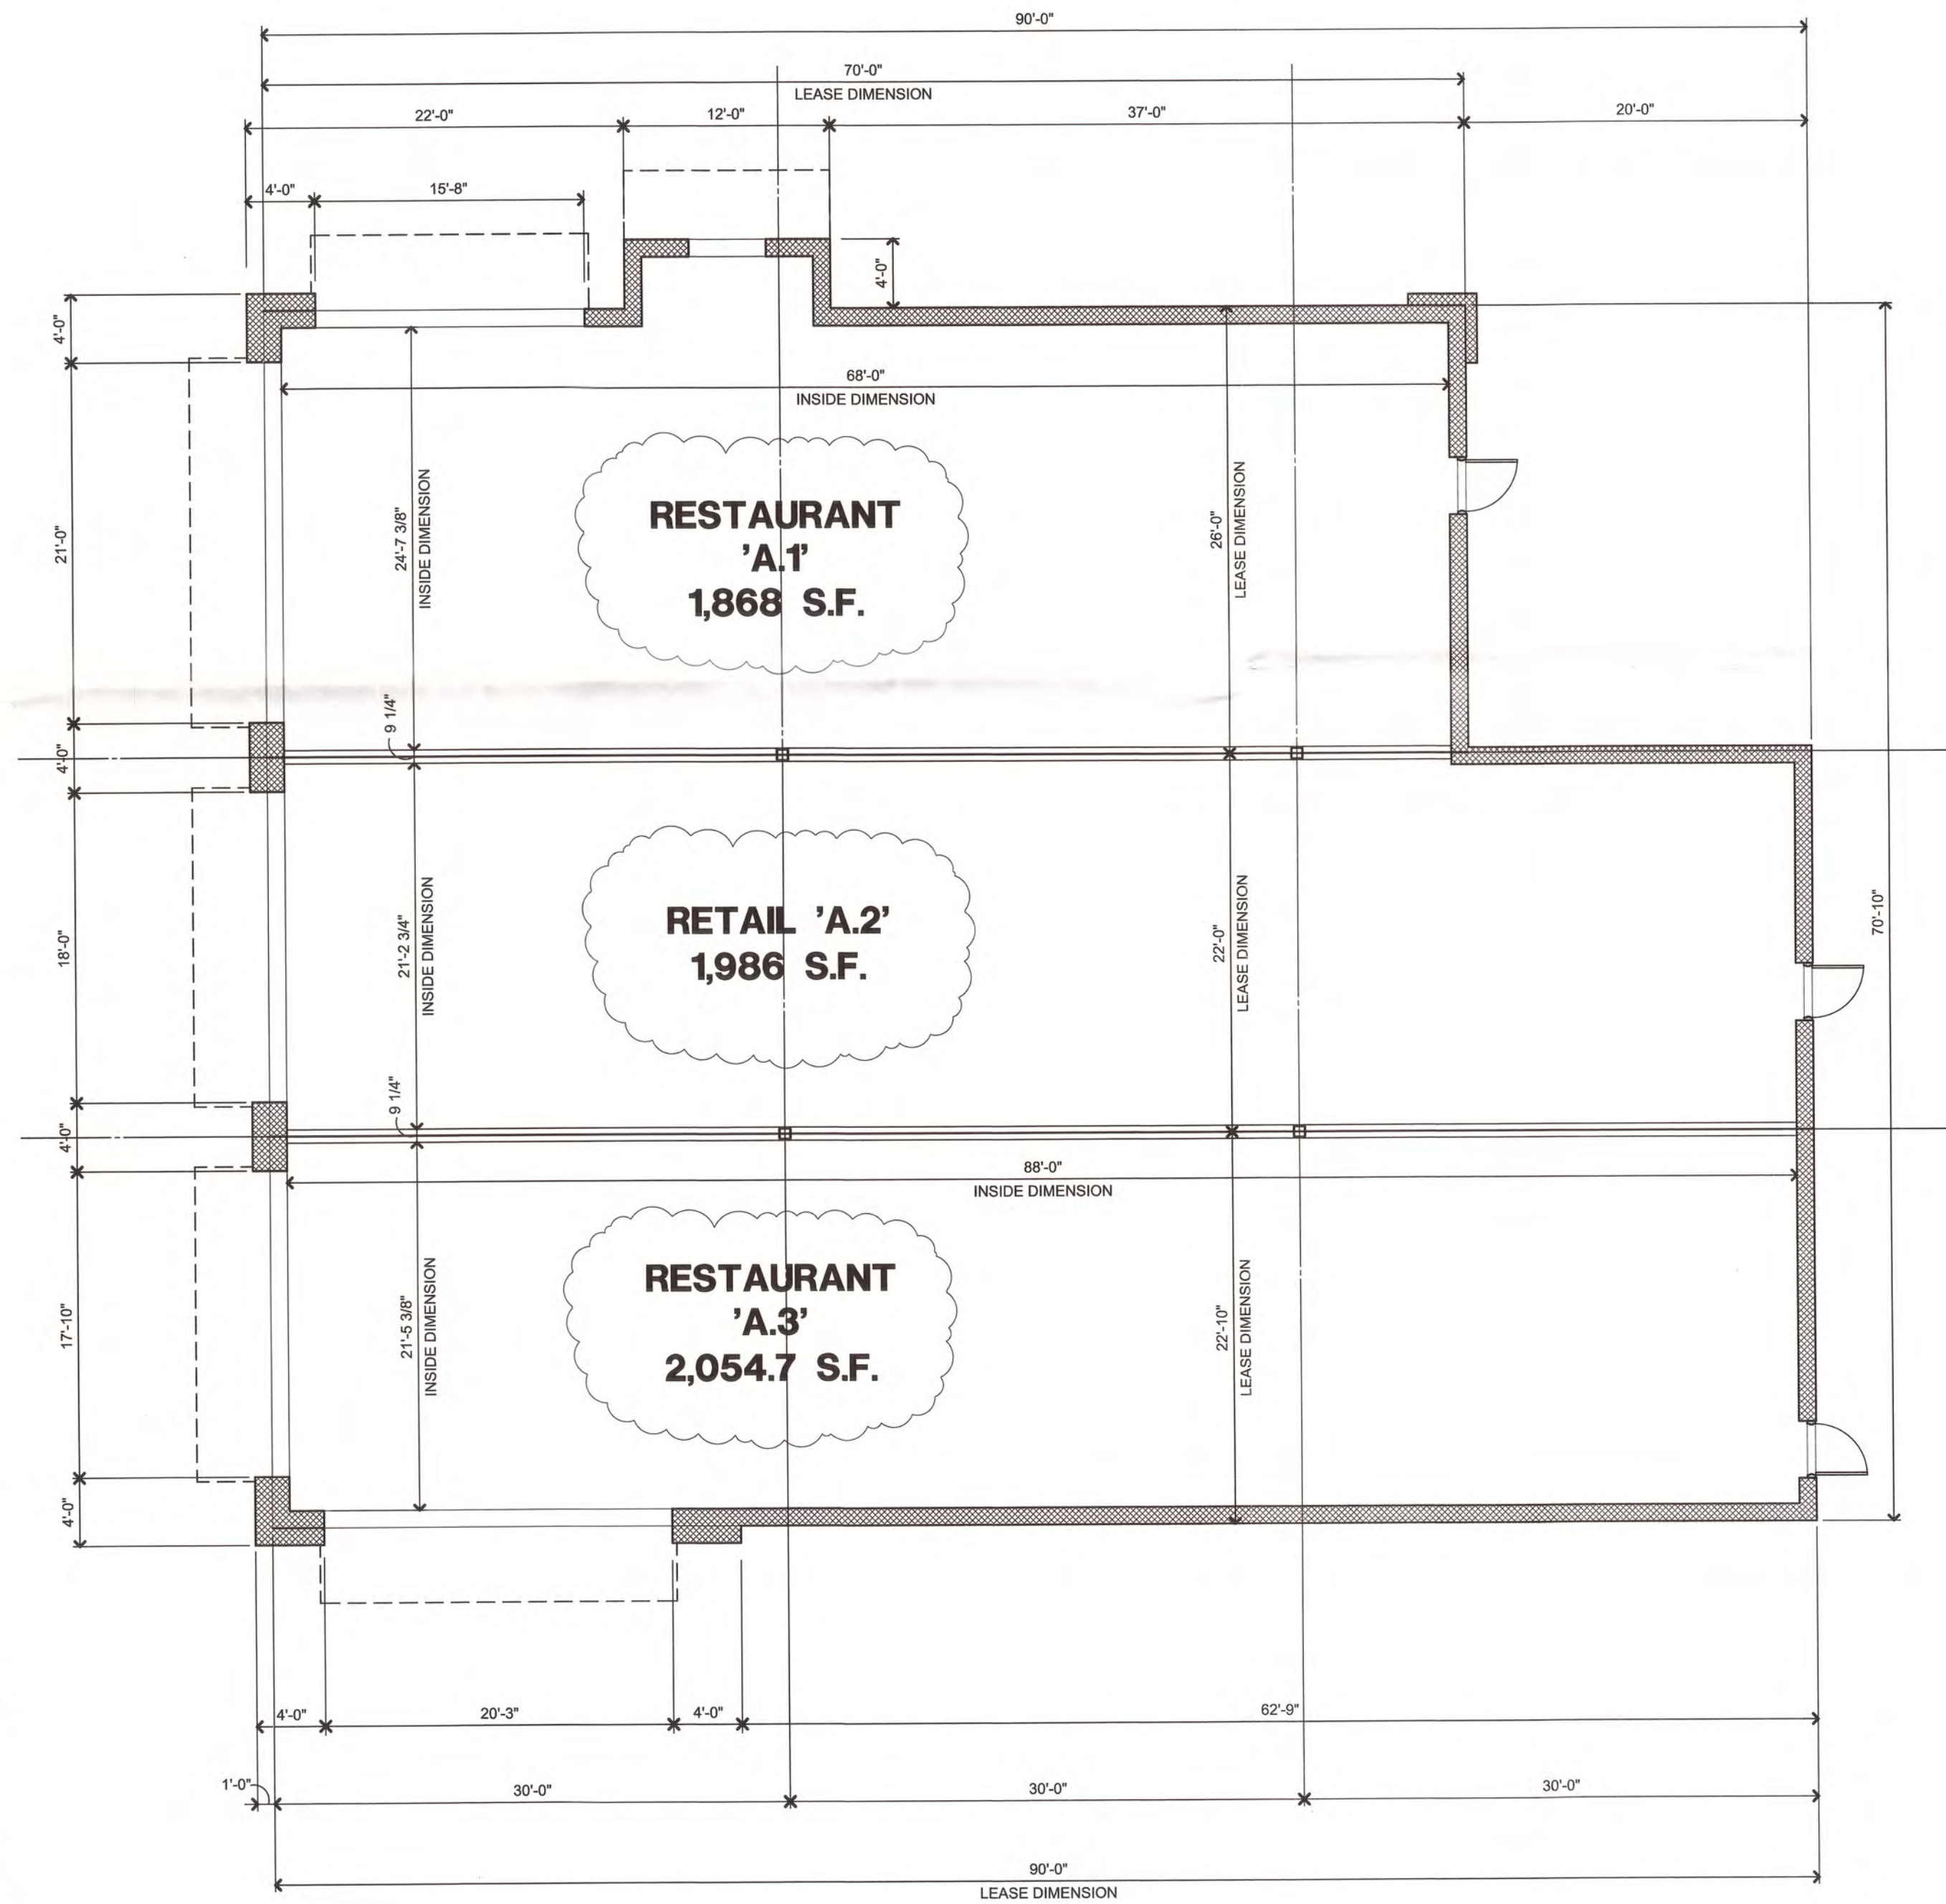 90'-0"
70'-0"
LEASE DIMENSION
22'-0"
12'-0"
37'-0"
20'-0"
4'-0"
15'-8"
4'-0"
4'-0"
68'-0"
INSIDE DIMENSION
21'-0"
24'-7 3/8"
INSIDE DIMENSION
RESTAURANT
'A.1'
1,868 S.F.
26'-0"
LEASE DIMENSION
9 1/4"
4'-0"
18'-0"
21'-2 3/4"
INSIDE DIMENSION
RETAIL 'A.2'
1,986 S.F.
22'-0"
LEASE DIMENSION
70'-10"
9 1/4"
4'-0"
88'-0"
INSIDE DIMENSION
17'-10"
21'-5 3/8"
INSIDE DIMENSION
RESTAURANT
'A.3'
2,054.7 S.F.
22'-10"
LEASE DIMENSION
4'-0"
4'-0"
20'-3"
4'-0"
62'-9"
1'-0"
30'-0"
30'-0"
30'-0"
90'-0"
LEASE DIMENSION